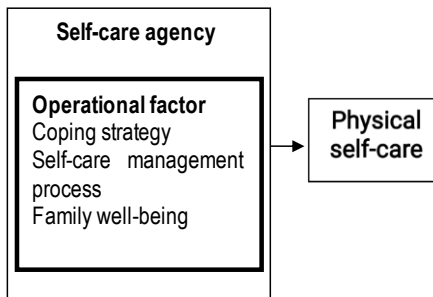 Self-care agency
Operational factor
Coping strategy
Self-care management
process
Family well-being
Physical
self-care